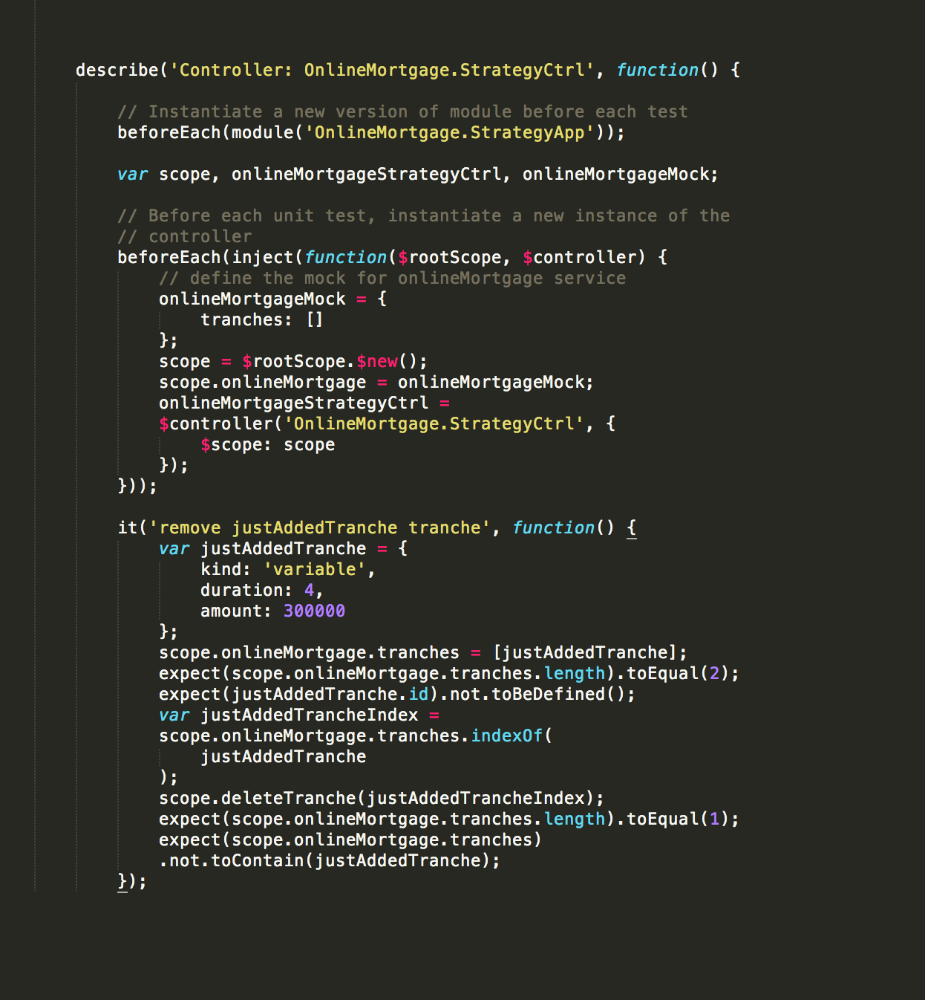 describe('Controller: OnlineMortgage.StrategyCtrl', function() {
// Instantiate a new version of module before each test
beforeEach(module('OnlineMortgage.StrategyApp'));
var scope, onlineMortgageStrategyCtrl, onlineMortgageMock;
// Before each unit test, instantiate a new instance of the
// controller
beforeEach(inject(function($rootScope, $controller) {
// define the mock for onlineMortgage service
onlineMortgageMock = {
tranches: []
};
scope = $rootScope.$new();
scope.onlineMortgage = onlineMortgageMock;
onlineMortgageStrategyCtrl =
$controller('OnlineMortgage.StrategyCtrl', {
$scope: scope
});
}));
it('remove justAddedTranche tranche', function() {
var justAddedTranche = {
kind: 'variable',
duration: 4,
amount: 300000
};
scope.onlineMortgage.tranches = [justAddedTranche];
expect(scope.onlineMortgage.tranches.length).toEqual(2);
expect(justAddedTranche.id).not.toBeDefined();
var justAddedTrancheIndex =
scope.onlineMortgage.tranches.indexOf(
justAddedTranche
);
scope.deleteTranche(justAddedTrancheIndex);
expect(scope.onlineMortgage.tranches.length).toEqual(1);
expect(scope.onlineMortgage.tranches)
.not.toContain(justAddedTranche);
});